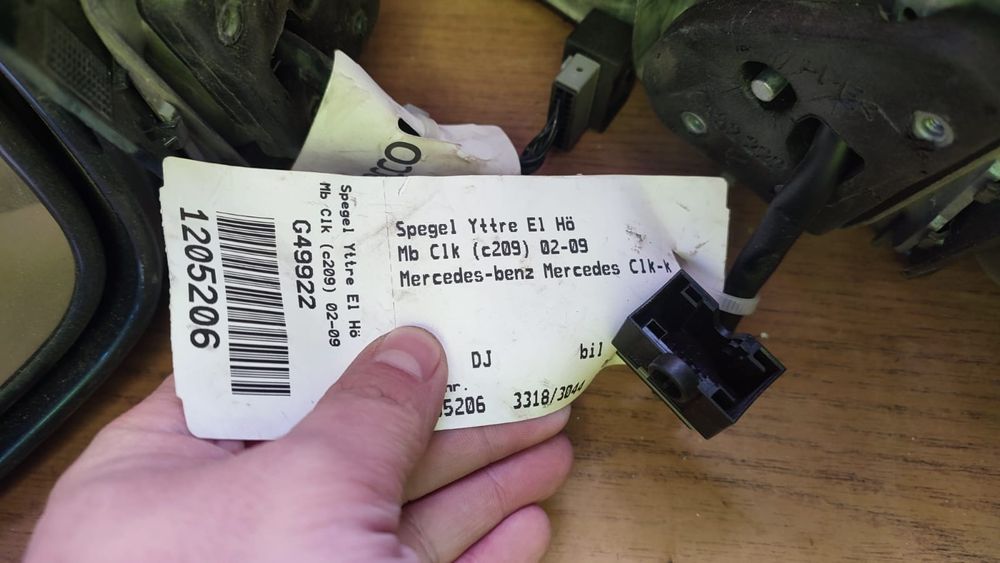 1205206
G49922
Mb Clk (c209) 02-09
Spegel Yttre El Hö
Spegel Yttre El Hö
Mb Clk (c209) 02-09
Mercedes-benz Mercedes Clk-k
DJ
bil
nr.
5206
3318/3044